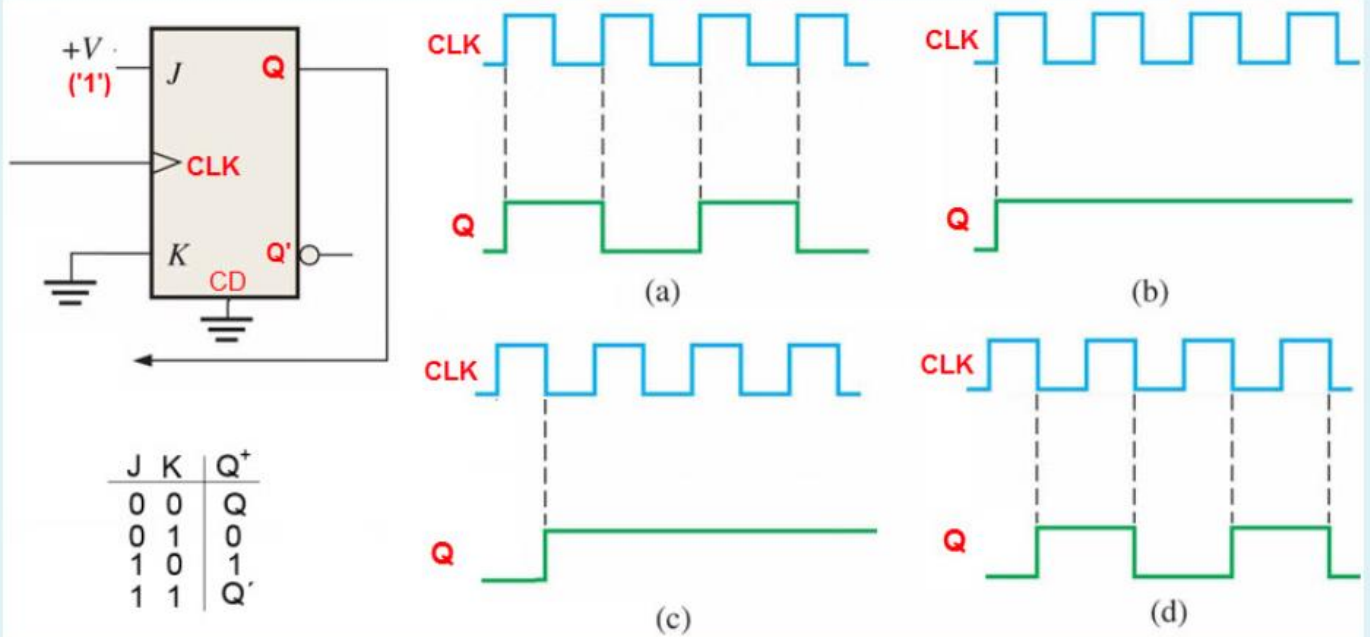 +V
('1')
J
Q
CLK
K
Q'
CD
J K Q⁺
0 0 Q
0 1 0
1 0 1
1 1 Q′
CLK
Q
(a)
CLK
Q
(b)
CLK
Q
(c)
CLK
Q
(d)